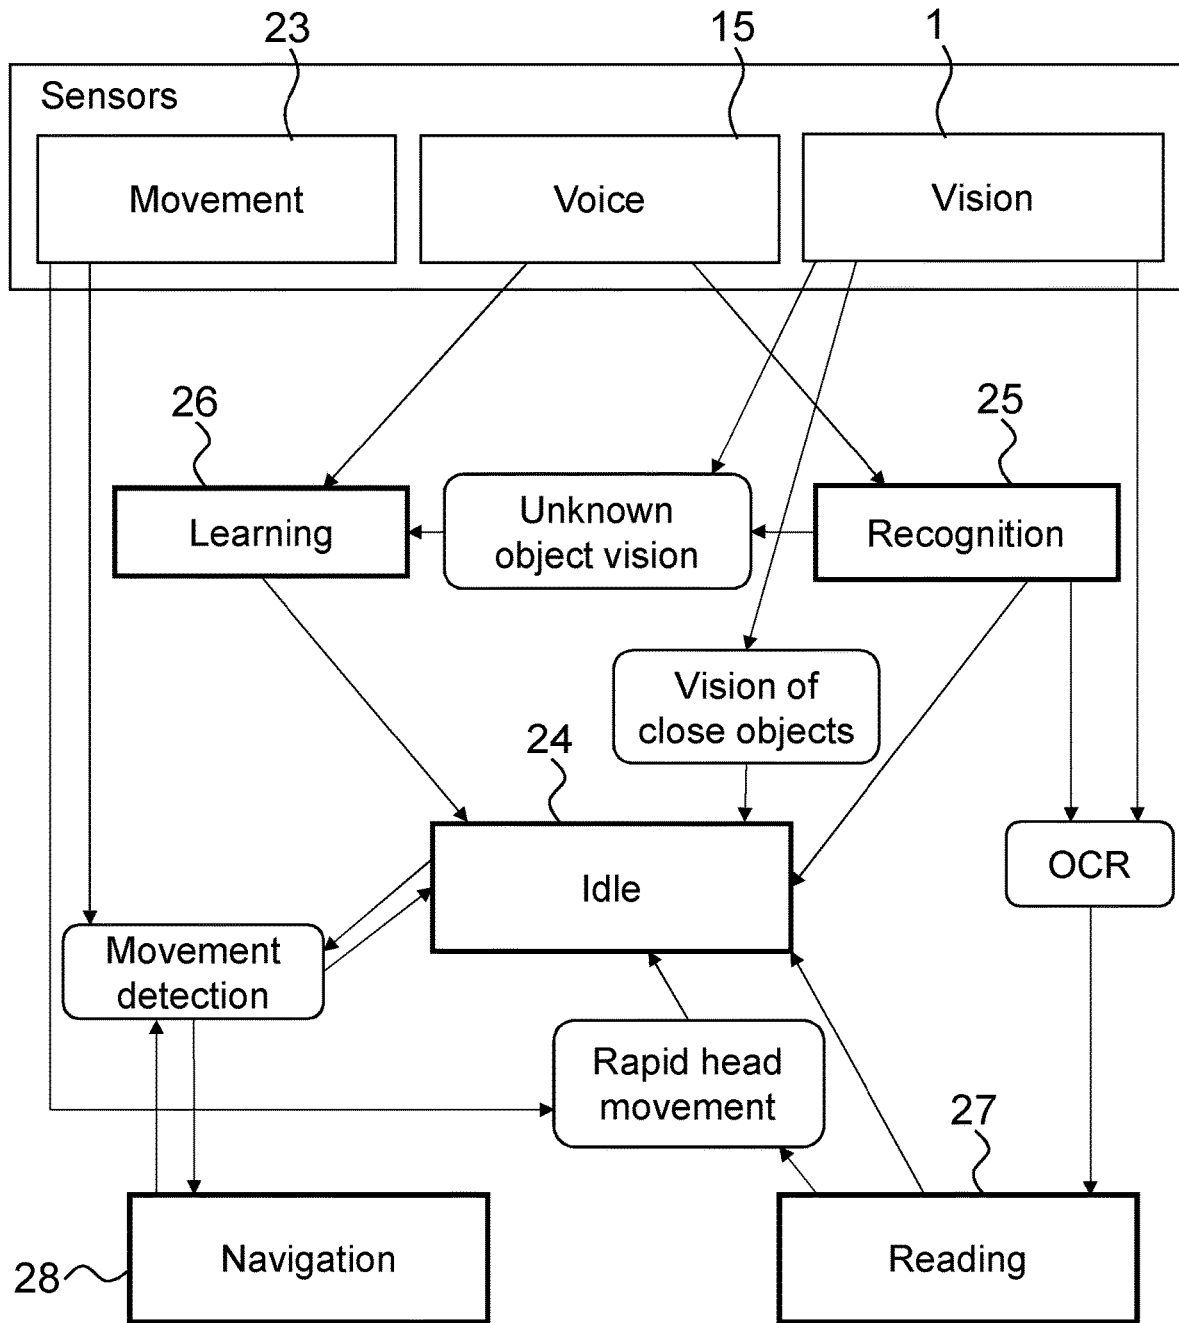 23
15
1
Sensors
Movement
Voice
Vision
26
25
Learning
Unknown
object vision
Recognition
Vision of
close objects
24
Idle
OCR
Movement
detection
Rapid head
movement
27
Navigation
Reading
28